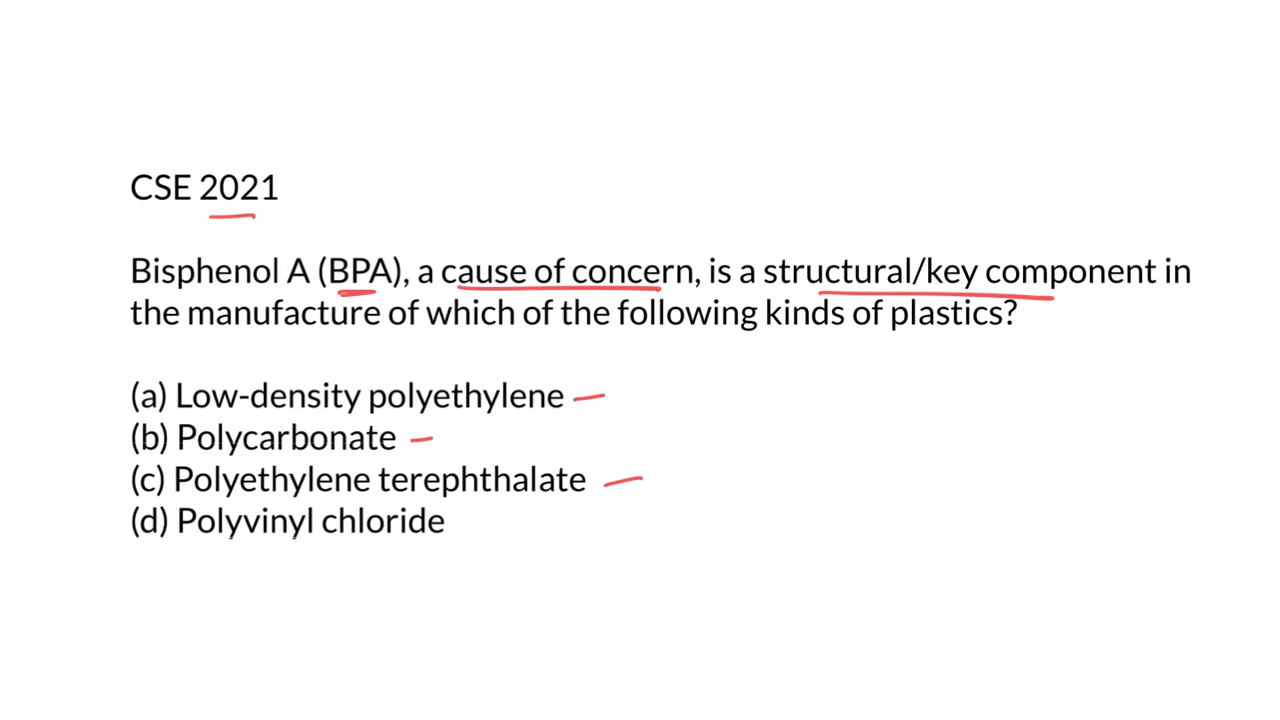 CSE 2021
Bisphenol A (BPA), a cause of concern, is a structural/key component in
the manufacture of which of the following kinds of plastics?
(a) Low-density polyethylene
(b) Polycarbonate
(c) Polyethylene terephthalate
(d) Polyvinyl chloride